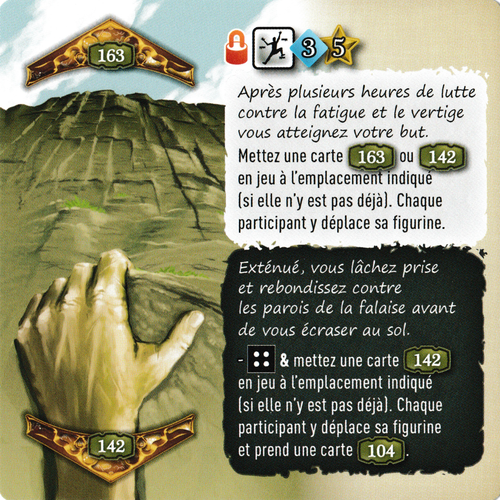 163
3 5
Après plusieurs heures de lutte
contre la fatigue et le vertige
vous atteignez votre but.
Mettez une carte 163 ou 142
en jeu à l'emplacement indiqué
(si elle n'y est pas déjà). Chaque
participant y déplace sa figurine.
Exténué, vous lâchez prise
et rebondissez contre
les parois de la falaise avant
de vous écraser au sol.
- & mettez une carte 142
en jeu à l'emplacement indiqué
(si elle n'y est pas déjà). Chaque
participant y déplace sa figurine
et prend une carte 104 .
142